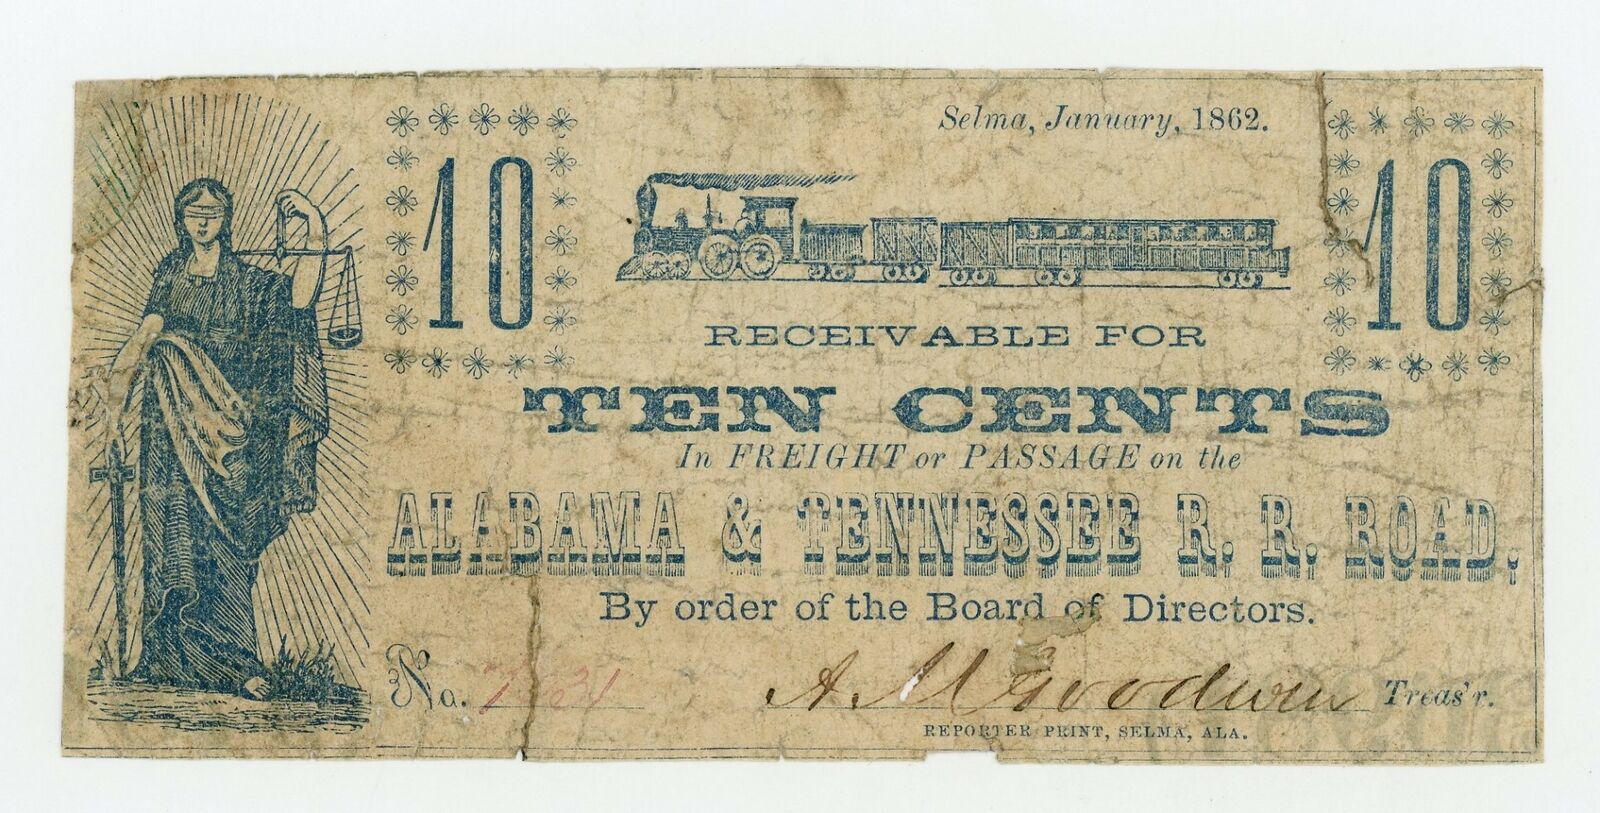 Selma, January, 1862.
10
10
RECEIVABLE FOR
TEN CENTS
In FREIGHT or PASSAGE on the
ALABAMA & TENNESSEE R. R. ROAD,
By order of the Board of Directors.
No.
A. M. Goodwin Treas'r.
REPORTER PRINT, SELMA, ALA.